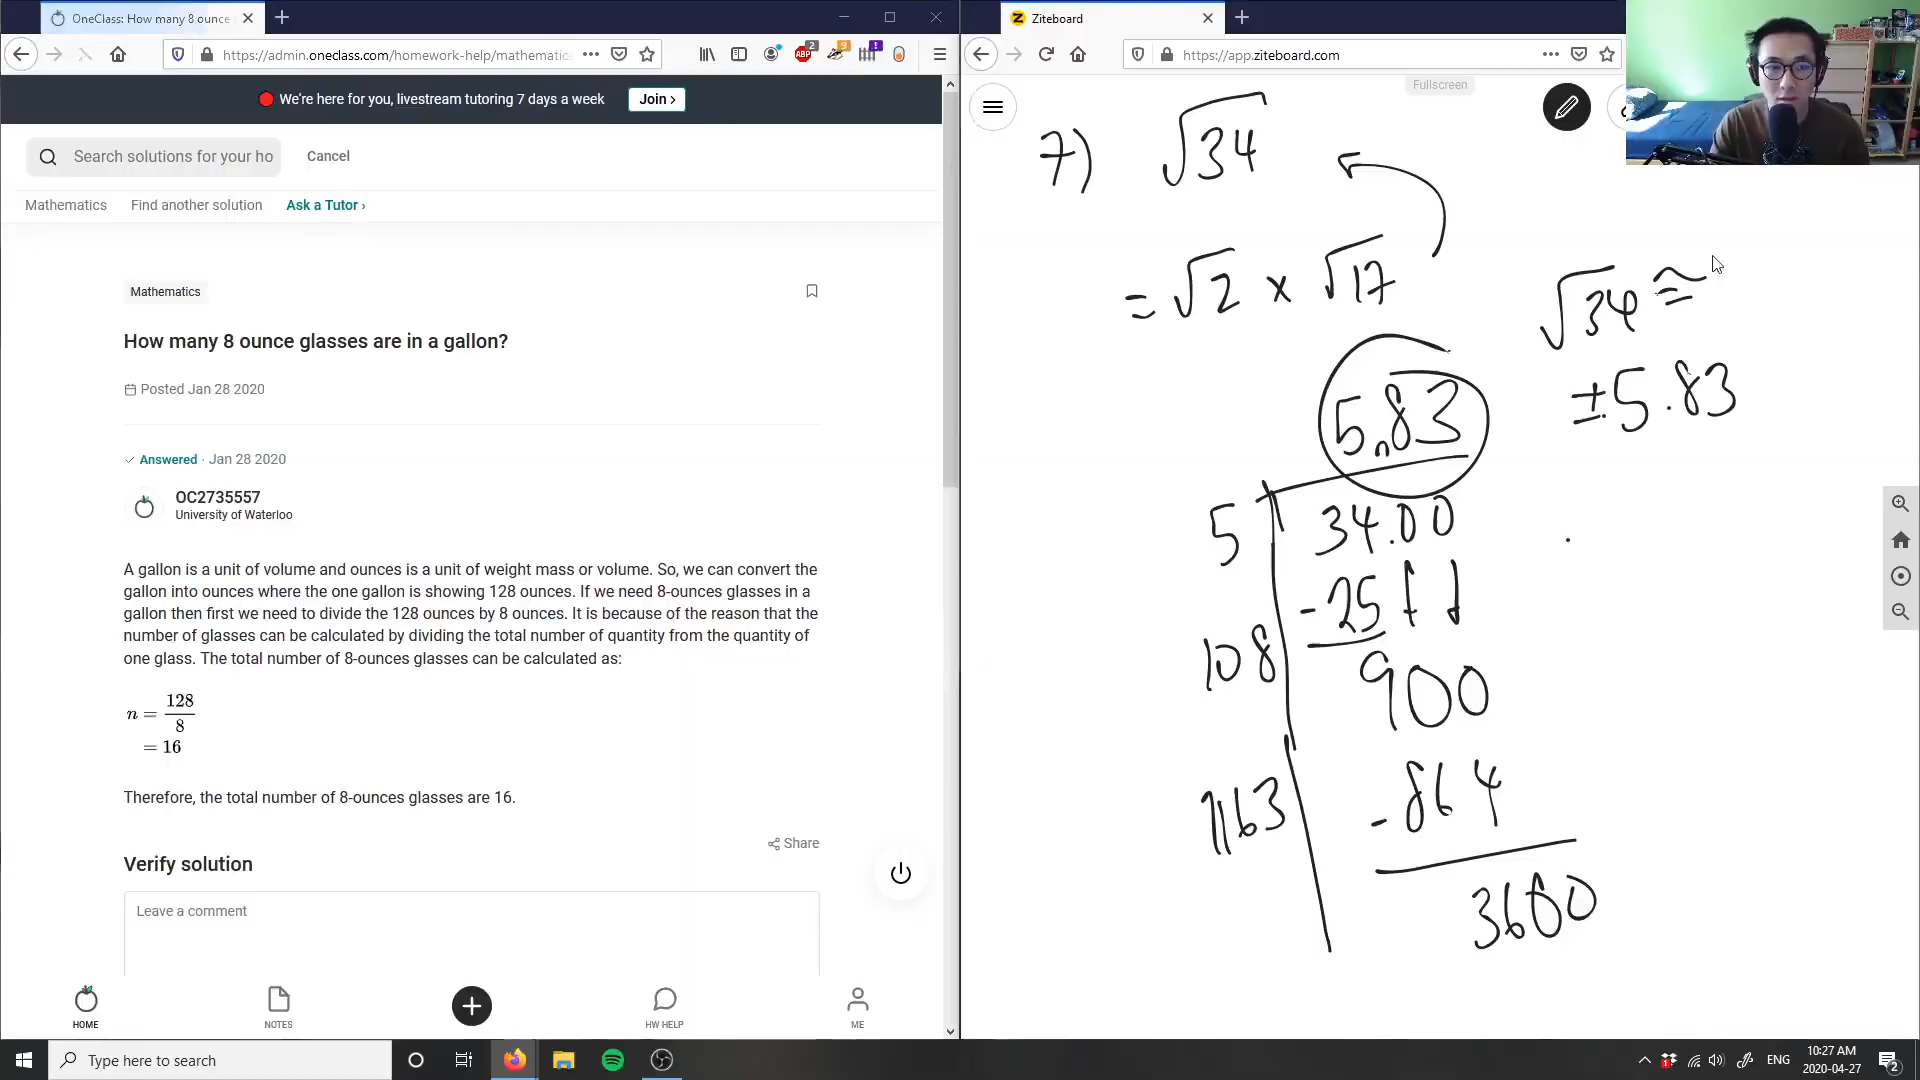 OneClass: How many 8 ounce
https://admin.oneclass.com/homework-help/mathematic
ABP
2
9
!
We're here for you, livestream tutoring 7 days a week
Join ›
Search solutions for your ho
Cancel
Mathematics
Find another solution
Ask a Tutor ›
Mathematics
How many 8 ounce glasses are in a gallon?
Posted Jan 28 2020
Answered · Jan 28 2020
OC2735557
University of Waterloo
A gallon is a unit of volume and ounces is a unit of weight mass or volume. So, we can convert the
gallon into ounces where the one gallon is showing 128 ounces. If we need 8-ounces glasses in a
gallon then first we need to divide the 128 ounces by 8 ounces. It is because of the reason that the
number of glasses can be calculated by dividing the total number of quantity from the quantity of
one glass. The total number of 8-ounces glasses can be calculated as:
n = 128/8
= 16
Therefore, the total number of 8-ounces glasses are 16.
Share
Verify solution
Leave a comment
HOME
NOTES
HW HELP
ME
Ziteboard
https://app.ziteboard.com
Fullscreen
7) √34
= √2 x √17
√34 ≅
± 5.83
5.83
5
34.00
- 25
108
900
1163
- 864
3600
Type here to search
ENG
10:27 AM
2020-04-27
2